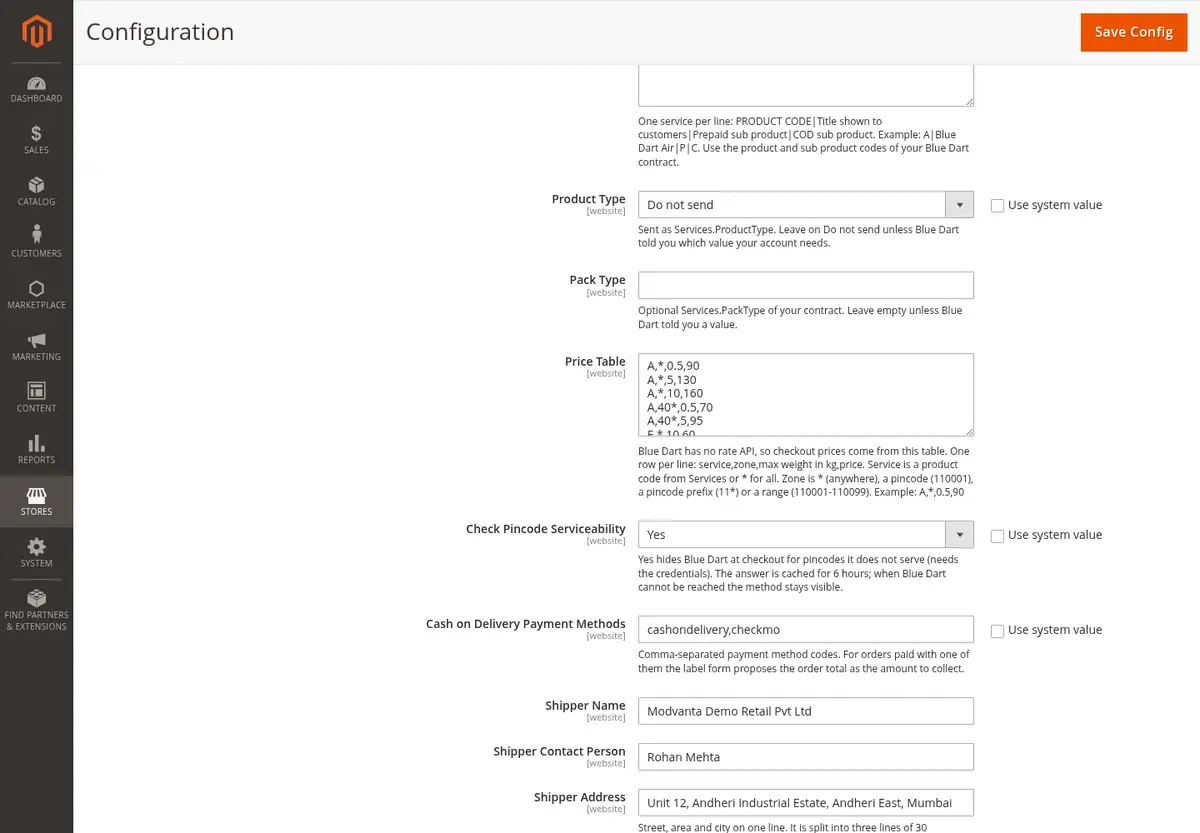 Configuration
Save Config
DASHBOARD
SALES
CATALOG
CUSTOMERS
MARKETPLACE
MARKETING
CONTENT
REPORTS
STORES
SYSTEM
FIND PARTNERS
& EXTENSIONS
One service per line: PRODUCT CODE|Title shown to
customers|Prepaid sub product|COD sub product. Example: A|Blue
Dart Air|P|C. Use the product and sub product codes of your Blue Dart
contract.
Product Type
[website]
Do not send
Use system value
Sent as Services.ProductType. Leave on Do not send unless Blue Dart
told you which value your account needs.
Pack Type
[website]
Optional Services.PackType of your contract. Leave empty unless Blue
Dart told you a value.
Price Table
[website]
A,*,0.5,90
A,*,5,130
A,*,10,160
A,40*,0.5,70
A,40*,5,95
Blue Dart has no rate API, so checkout prices come from this table. One
row per line: service,zone,max weight in kg,price. Service is a product
code from Services or * for all. Zone is * (anywhere), a pincode (110001),
a pincode prefix (11*) or a range (110001-110099). Example: A,*,0.5,90
Check Pincode Serviceability
[website]
Yes
Use system value
Yes hides Blue Dart at checkout for pincodes it does not serve (needs
the credentials). The answer is cached for 6 hours; when Blue Dart
cannot be reached the method stays visible.
Cash on Delivery Payment Methods
[website]
cashondelivery,checkmo
Use system value
Comma-separated payment method codes. For orders paid with one of
them the label form proposes the order total as the amount to collect.
Shipper Name
[website]
Modvanta Demo Retail Pvt Ltd
Shipper Contact Person
[website]
Rohan Mehta
Shipper Address
[website]
Unit 12, Andheri Industrial Estate, Andheri East, Mumbai
Street, area and city on one line. It is split into three lines of 30